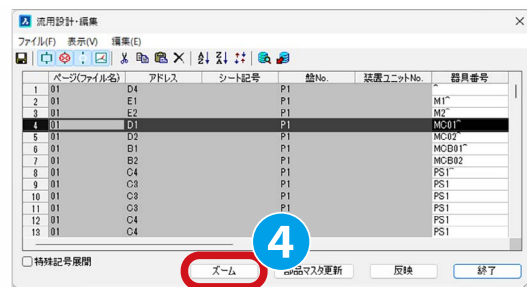 流用設計・編集
ファイル(F) 表示(V) 編集(E)
ページ(ファイル名) アドレス シート記号 盤No. 装置ユニットNo. 器具番号
1 01 D4 P1 ^
2 01 E1 P1 M1^
3 01 E2 P1 M2^
4 01 D1 P1 MC01^
5 01 D2 P1 MC02^
6 01 B1 P1 MCB01^
7 01 B2 P1 MCB02
8 01 C4 P1 PS1^
9 01 C3 P1 PS1
10 01 C3 P1 PS1
11 01 C3 P1 PS1
12 01 C4 P1 PS1
13 01 C4 P1 PS1
4
特殊記号展開
ズーム 部品マスタ更新 反映 終了